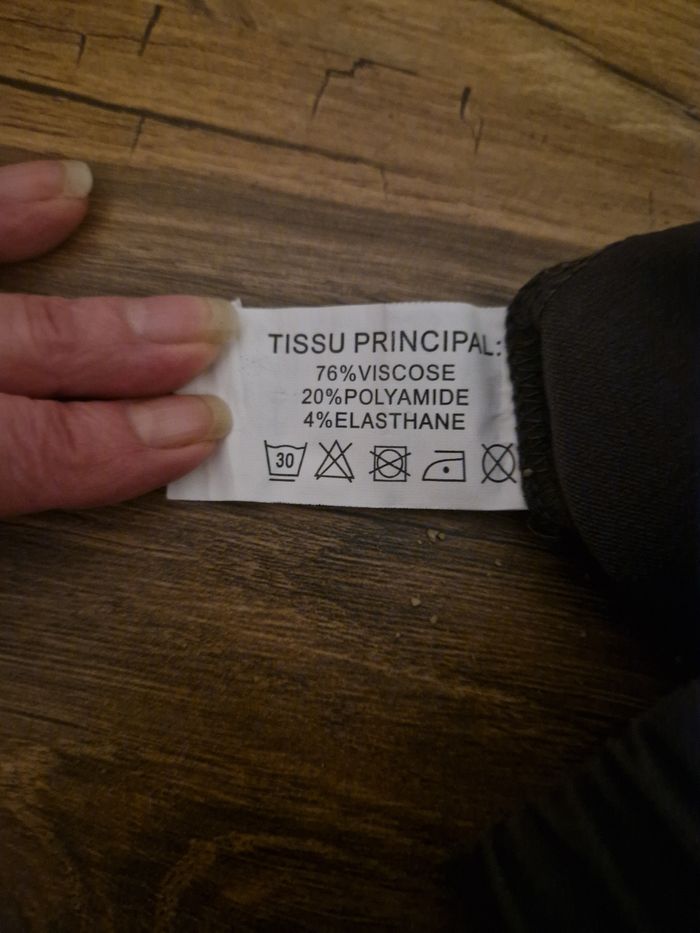 TISSU PRINCIPAL:
76%VISCOSE
20%POLYAMIDE
4%ELASTHANE
30